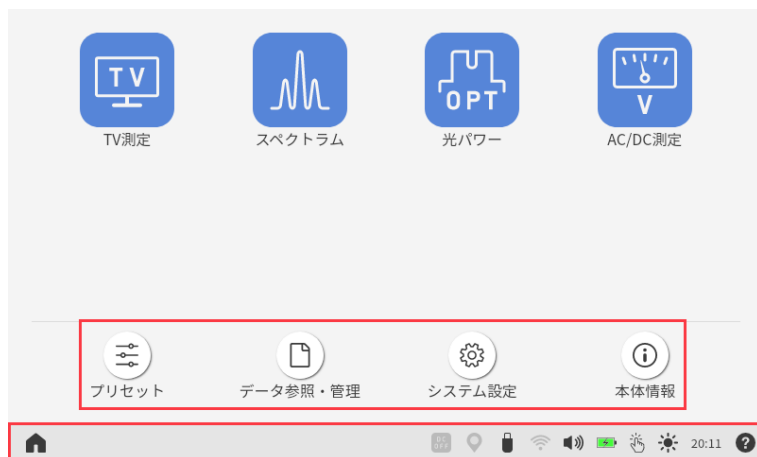 TV
OPT
V
TV測定
スペクトラム
光パワー
AC/DC測定
プリセット
データ参照・管理
システム設定
本体情報
DC OFF
20:11
?